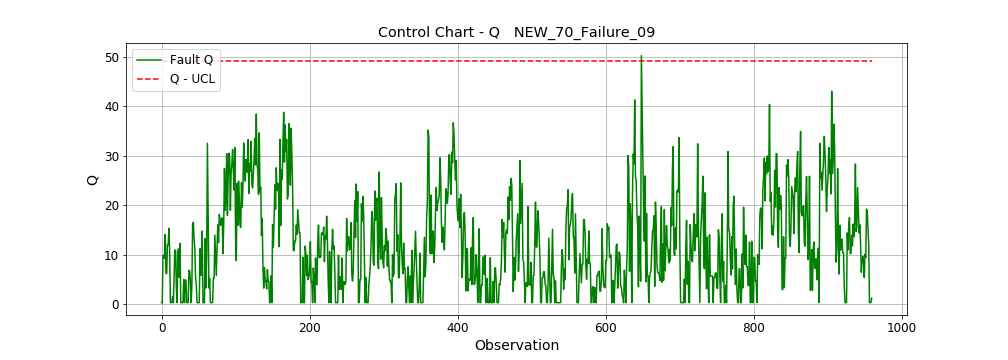 Control Chart - Q   NEW_70_Failure_09
Fault Q
Q - UCL
Q
50
40
30
20
10
0
0 200 400 600 800 1000
Observation